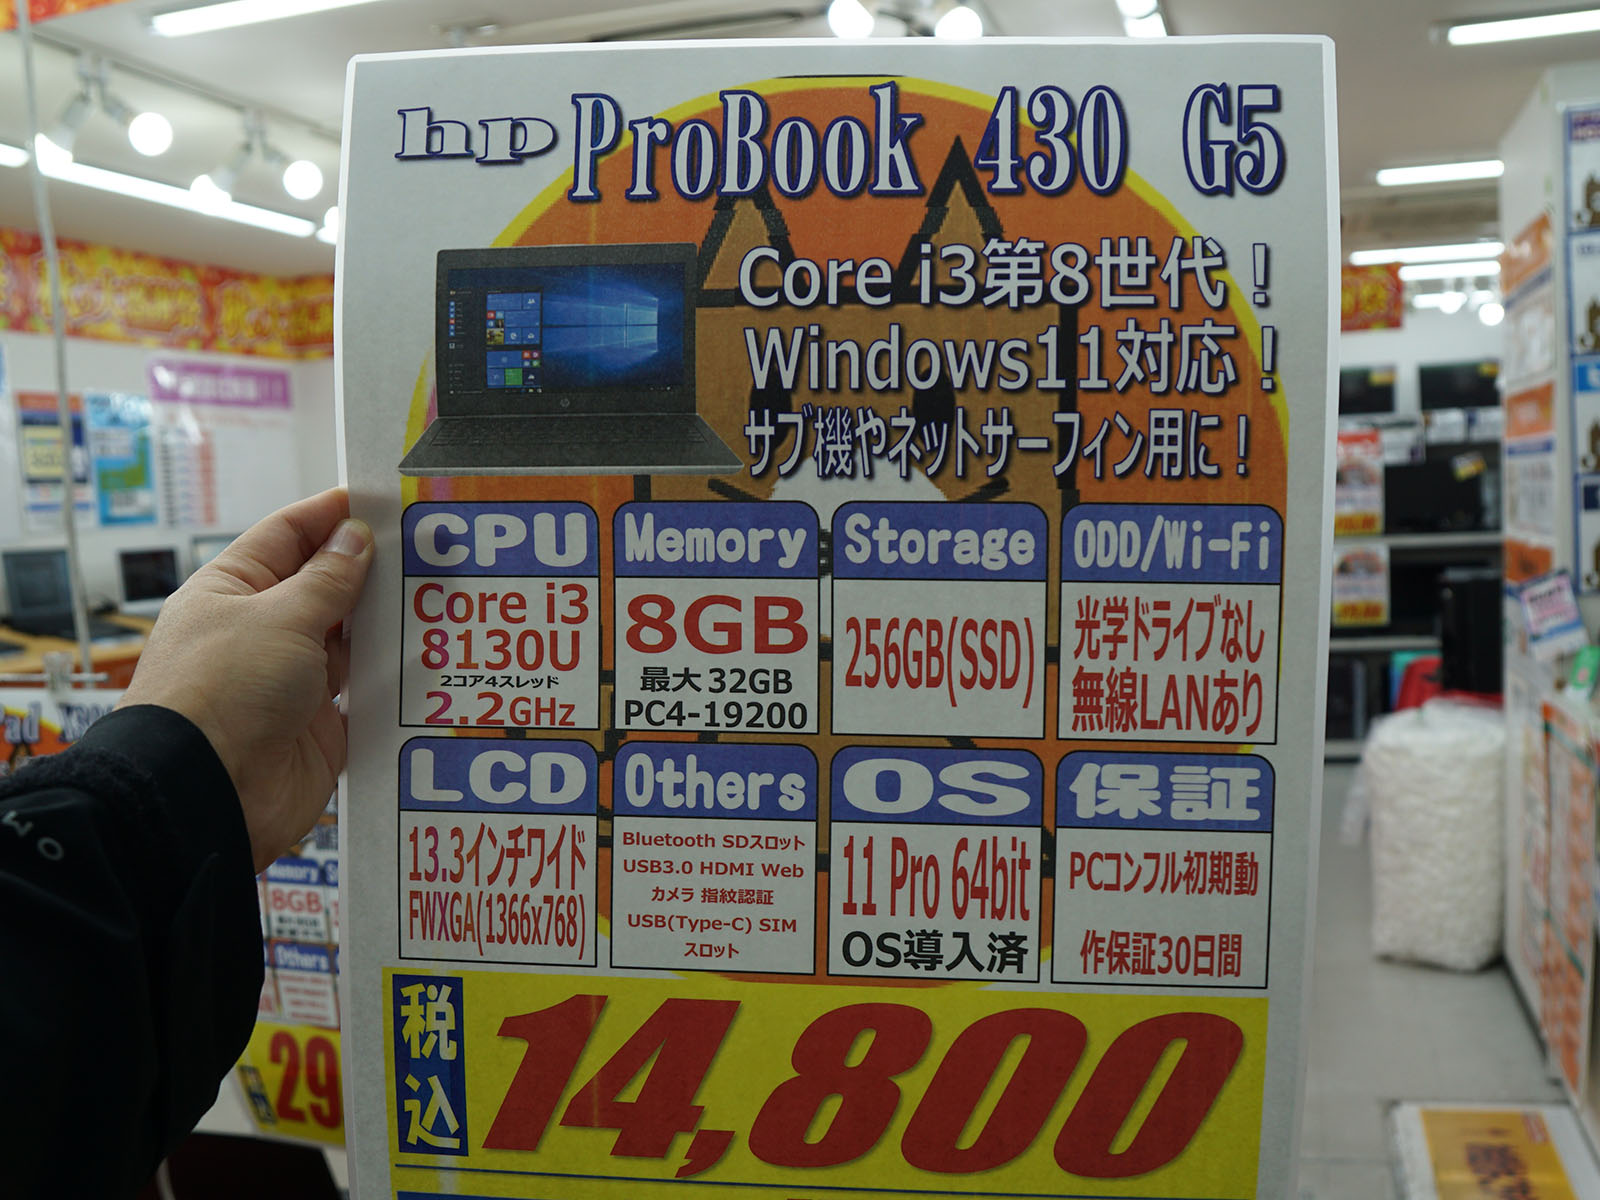 hp ProBook 430 G5
Core i3第8世代！
Windows11対応！
サブ機やネットサーフィン用に！
CPU
Core i3
8130U
2コア4スレッド
2.2GHz
Memory
8GB
最大 32GB
PC4-19200
Storage
256GB(SSD)
ODD/Wi-Fi
光学ドライブなし
無線LANあり
LCD
13.3インチワイド
FWXGA(1366x768)
Others
Bluetooth SDスロット
USB3.0 HDMI Web
カメラ 指紋認証
USB(Type-C) SIM
スロット
OS
11 Pro 64bit
OS導入済
保証
PCコンフル初期動
作保証30日間
税込
14,800
Memory
8GB
Others
29